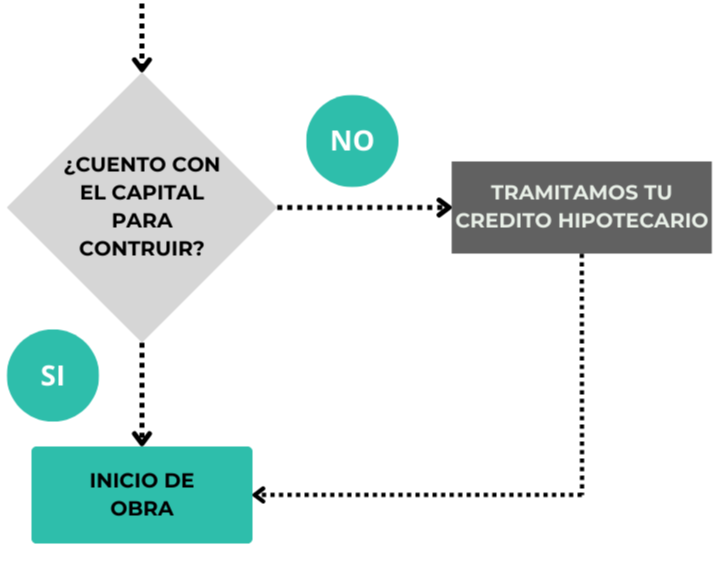 ¿CUENTO CON
EL CAPITAL
PARA
CONTRUIR?
NO
TRAMITAMOS TU
CREDITO HIPOTECARIO
SI
INICIO DE
OBRA